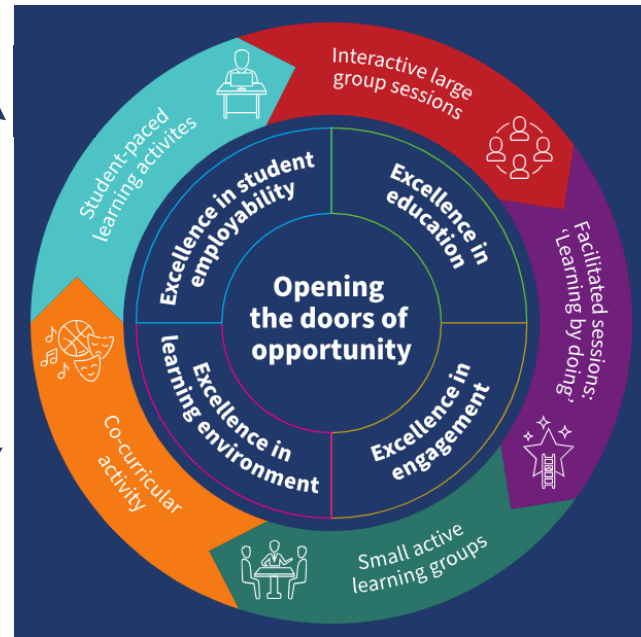 Interactive large
group sessions
Facilitated sessions:
‘Learning by doing’
Small active
learning groups
Co-curricular
activity
Student-paced
learning activites
Excellence in student
employability
Excellence in
education
Excellence in
engagement
Excellence in
learning environment
Opening
the doors of
opportunity